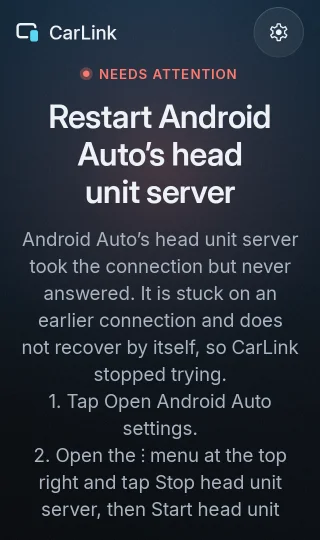 CarLink
NEEDS ATTENTION
Restart Android
Auto’s head
unit server
Android Auto’s head unit server
took the connection but never
answered. It is stuck on an
earlier connection and does
not recover by itself, so CarLink
stopped trying.
1. Tap Open Android Auto
settings.
2. Open the ⋮ menu at the top
right and tap Stop head unit
server, then Start head unit